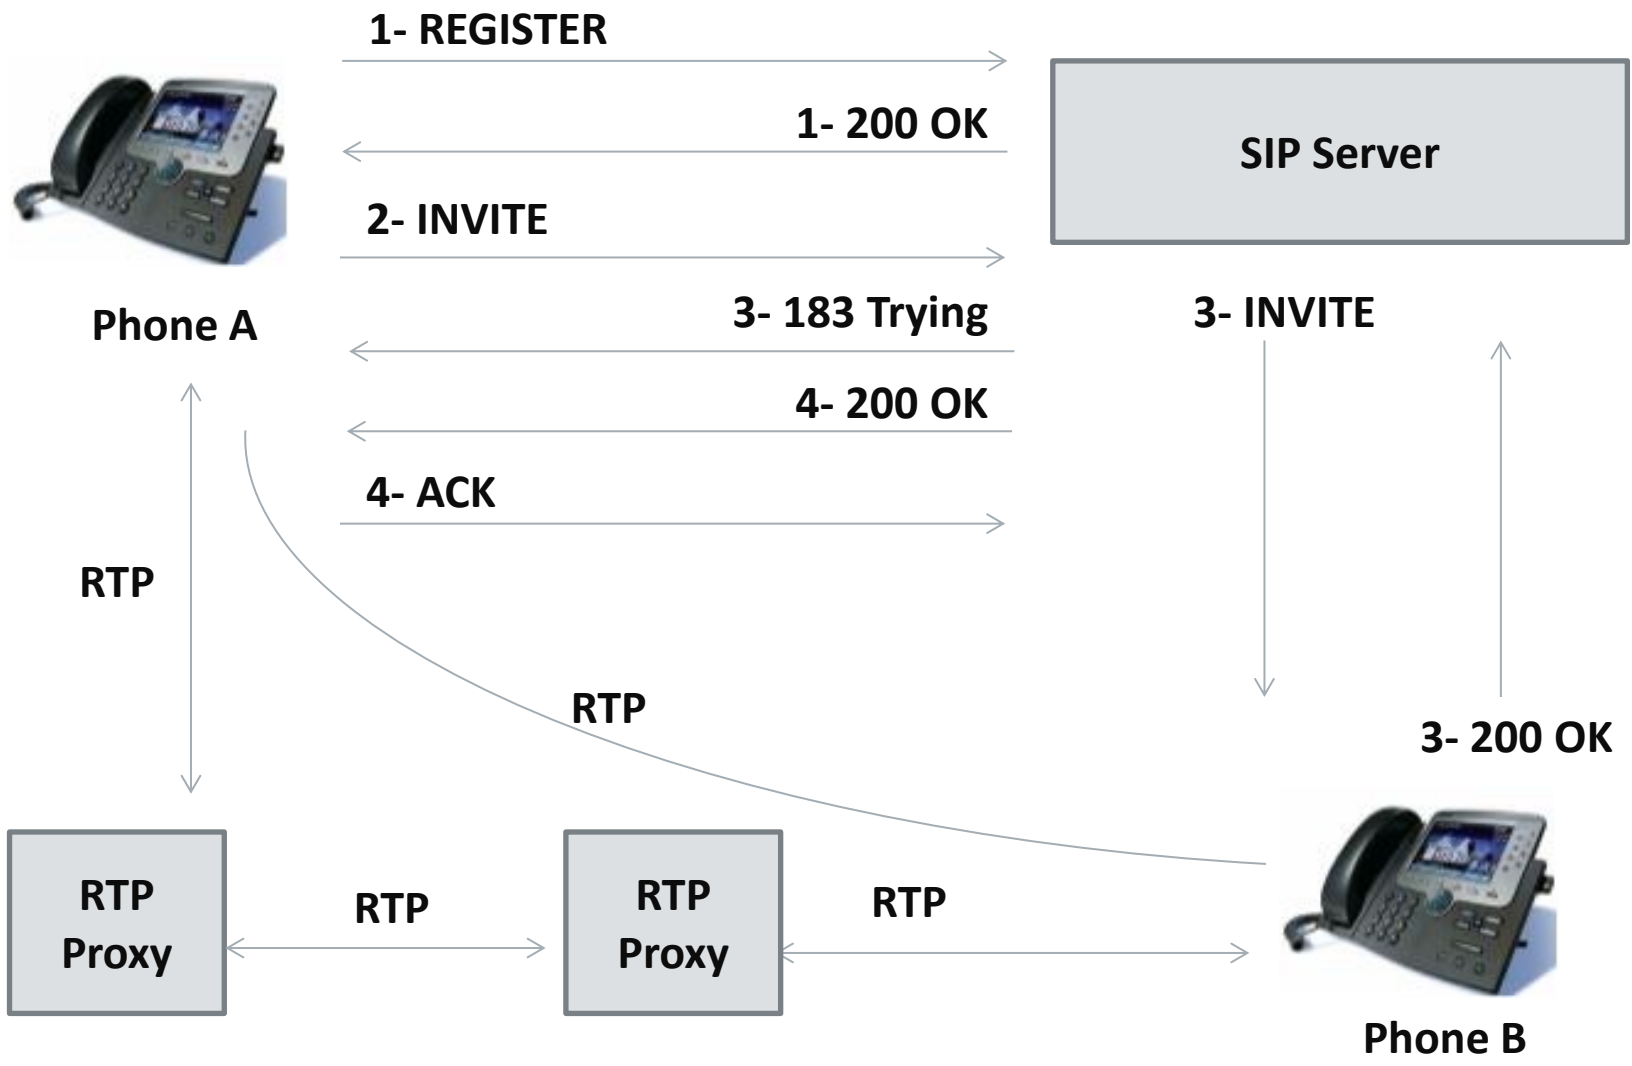 1- REGISTER
1- 200 OK
SIP Server
2- INVITE
3- 183 Trying
3- INVITE
Phone A
4- 200 OK
4- ACK
RTP
RTP
3- 200 OK
RTP
Proxy
RTP
RTP
Proxy
RTP
Phone B